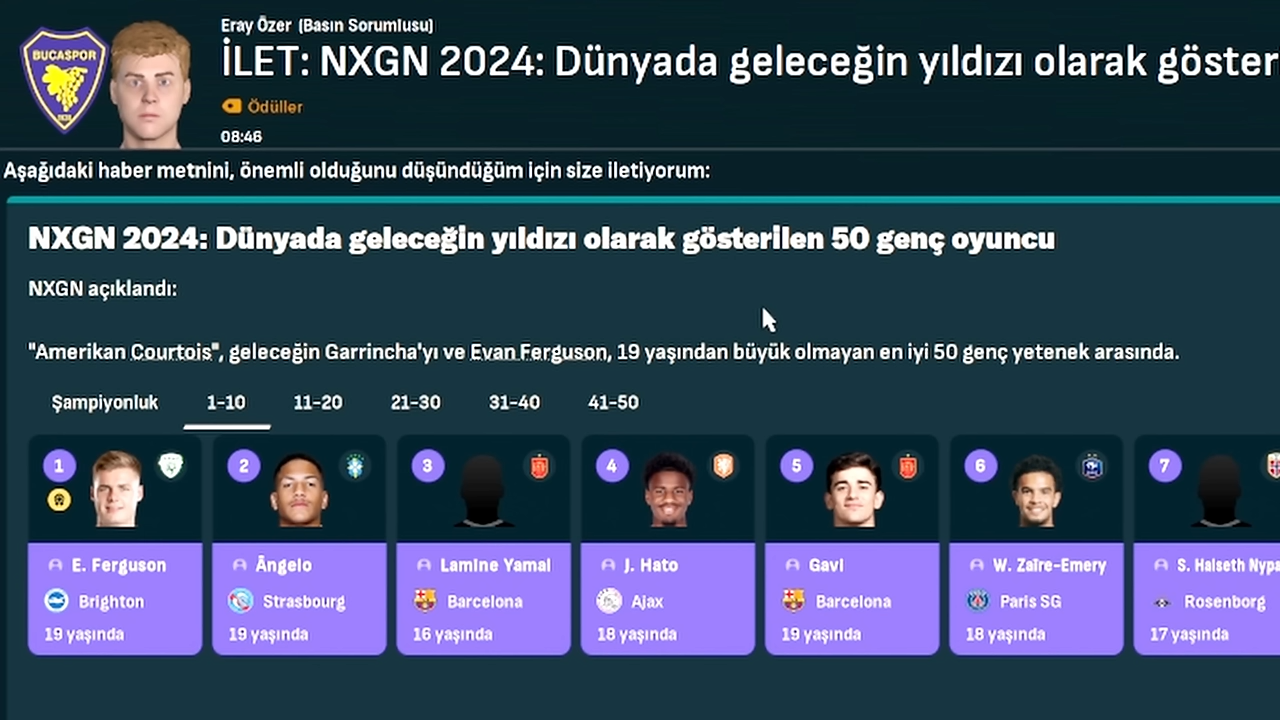 Eray Özer (Basın Sorumlusu)
İLET: NXGN 2024: Dünyada geleceğin yıldızı olarak göster
Ödüller
08:46
BUCASPOR
Aşağıdaki haber metnini, önemli olduğunu düşündüğüm için size iletiyorum:
NXGN 2024: Dünyada geleceğin yıldızı olarak gösterilen 50 genç oyuncu
NXGN açıklandı:
"Amerikan Courtois", geleceğin Garrincha'yı ve Evan Ferguson, 19 yaşından büyük olmayan en iyi 50 genç yetenek arasında.
Şampiyonluk 1-10 11-20 21-30 31-40 41-50
1 2 3 4 5 6 7
E. Ferguson Ângelo Lamine Yamal J. Hato Gavi W. Zaïre-Emery S. Halseth Nypa
Brighton Strasbourg Barcelona Ajax Barcelona Paris SG Rosenborg
19 yaşında 19 yaşında 16 yaşında 18 yaşında 19 yaşında 18 yaşında 17 yaşında